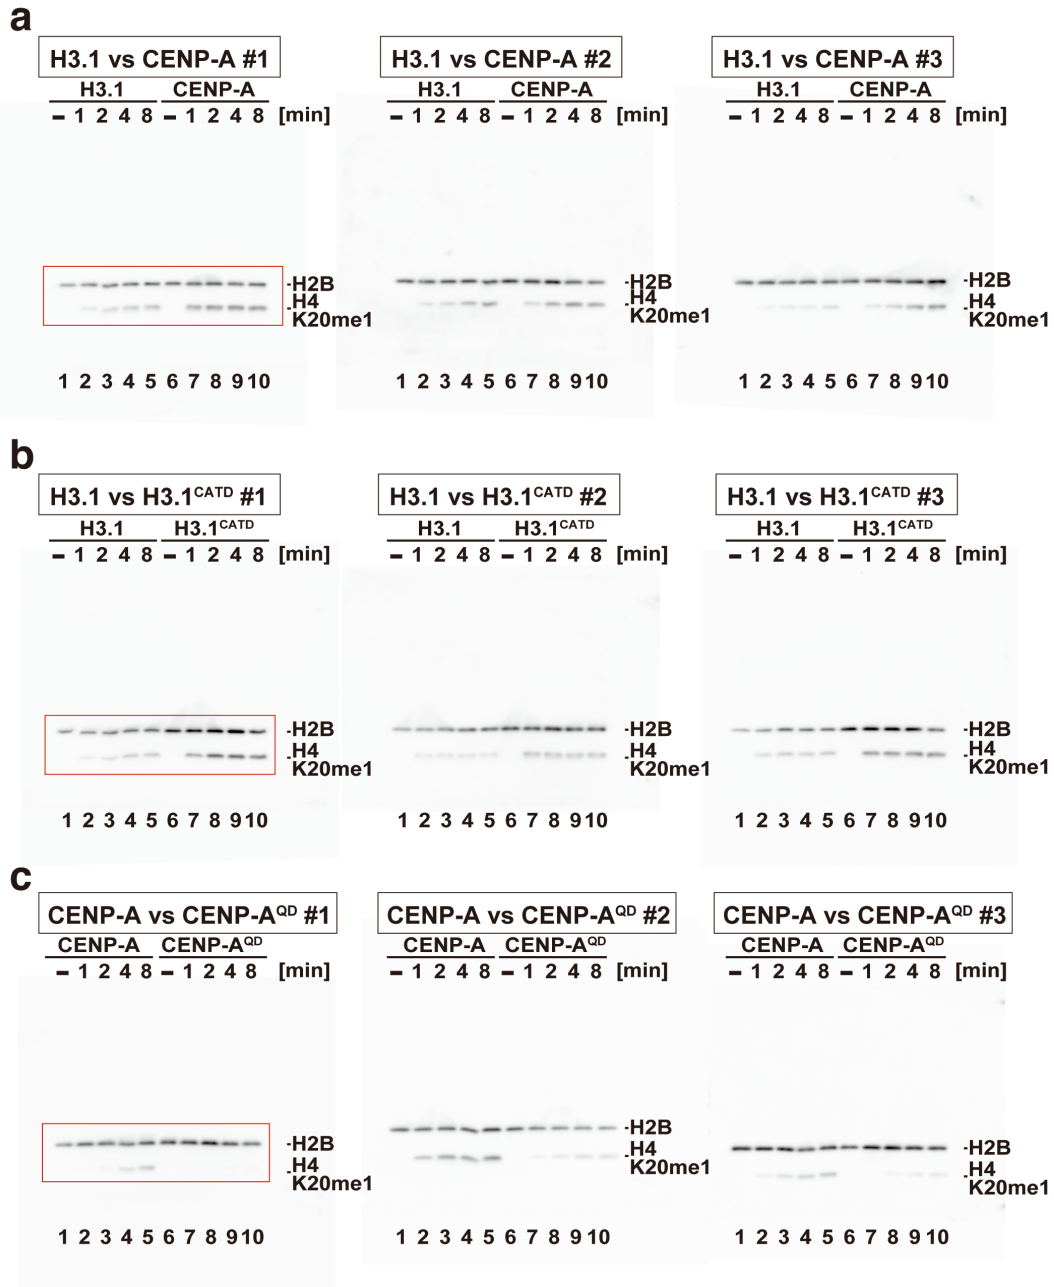 a
H3.1 vs CENP-A #1
H3.1 CENP-A
– 1 2 4 8 – 1 2 4 8 [min]
-H2B
-H4
K20me1
1 2 3 4 5 6 7 8 9 10
H3.1 vs CENP-A #2
H3.1 CENP-A
– 1 2 4 8 – 1 2 4 8 [min]
-H2B
-H4
K20me1
1 2 3 4 5 6 7 8 9 10
H3.1 vs CENP-A #3
H3.1 CENP-A
– 1 2 4 8 – 1 2 4 8 [min]
-H2B
-H4
K20me1
1 2 3 4 5 6 7 8 9 10
b
H3.1 vs H3.1CATD #1
H3.1 H3.1CATD
– 1 2 4 8 – 1 2 4 8 [min]
-H2B
-H4
K20me1
1 2 3 4 5 6 7 8 9 10
H3.1 vs H3.1CATD #2
H3.1 H3.1CATD
– 1 2 4 8 – 1 2 4 8 [min]
-H2B
-H4
K20me1
1 2 3 4 5 6 7 8 9 10
H3.1 vs H3.1CATD #3
H3.1 H3.1CATD
– 1 2 4 8 – 1 2 4 8 [min]
-H2B
-H4
K20me1
1 2 3 4 5 6 7 8 9 10
c
CENP-A vs CENP-AQD #1
CENP-A CENP-AQD
– 1 2 4 8 – 1 2 4 8 [min]
-H2B
-H4
K20me1
1 2 3 4 5 6 7 8 9 10
CENP-A vs CENP-AQD #2
CENP-A CENP-AQD
– 1 2 4 8 – 1 2 4 8 [min]
-H2B
-H4
K20me1
1 2 3 4 5 6 7 8 9 10
CENP-A vs CENP-AQD #3
CENP-A CENP-AQD
– 1 2 4 8 – 1 2 4 8 [min]
-H2B
-H4
K20me1
1 2 3 4 5 6 7 8 9 10